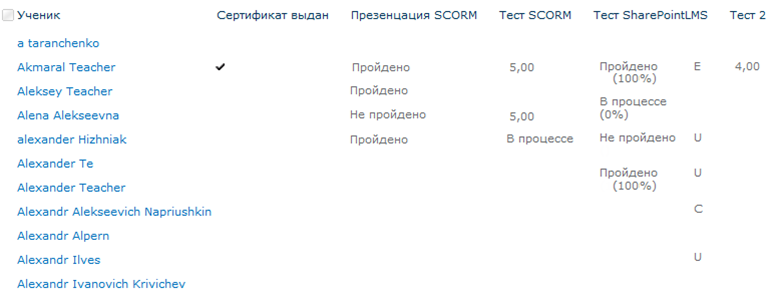 Ученик Сертификат выдан Презенцация SCORM Тест SCORM Тест SharePointLMS Тест 2
a taranchenko
Akmaral Teacher Пройдено 5,00 Пройдено (100%) E 4,00
Aleksey Teacher Пройдено
В процессе (0%)
Alena Alekseevna Не пройдено 5,00
alexander Hizhniak Пройдено В процессе Не пройдено U
Alexander Te
Пройдено (100%) U
Alexander Teacher
Alexandr Alekseevich Napriushkin C
Alexandr Alpern
Alexandr Ilves U
Alexandr Ivanovich Krivichev